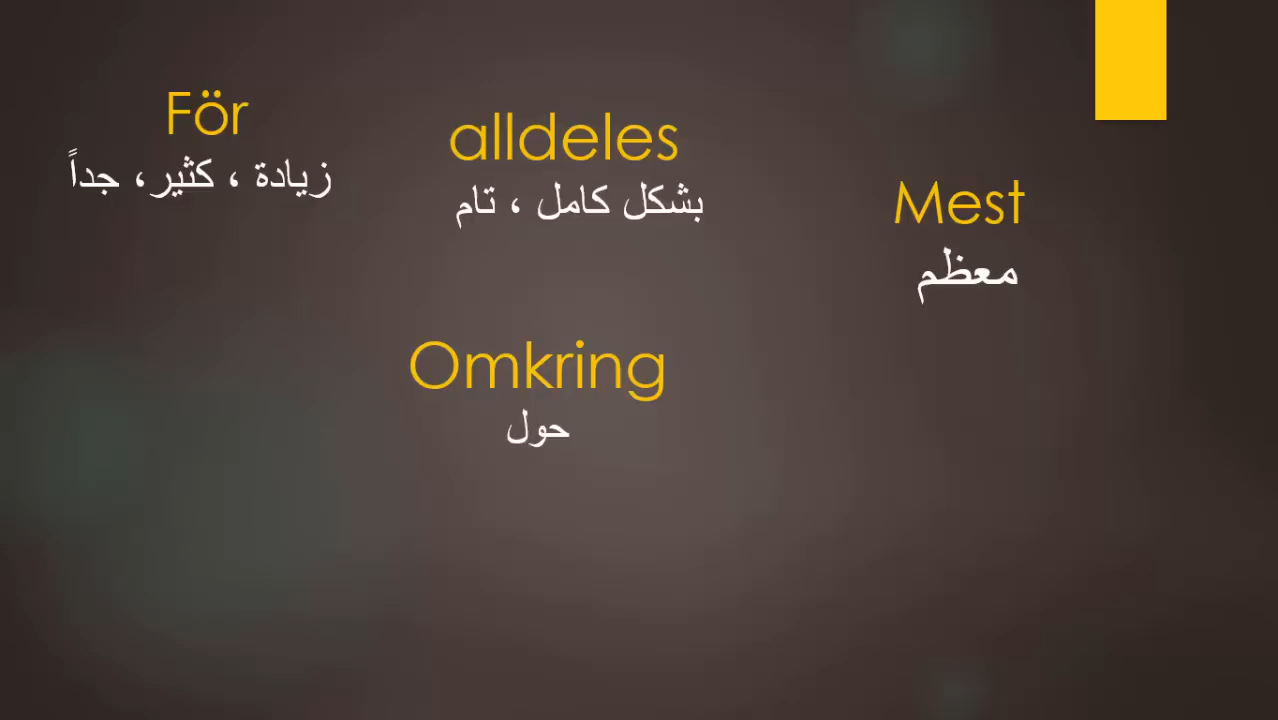 För
زيادة ، كثير، جداً
alldeles
بشكل كامل ، تام
Mest
معظم
Omkring
حول